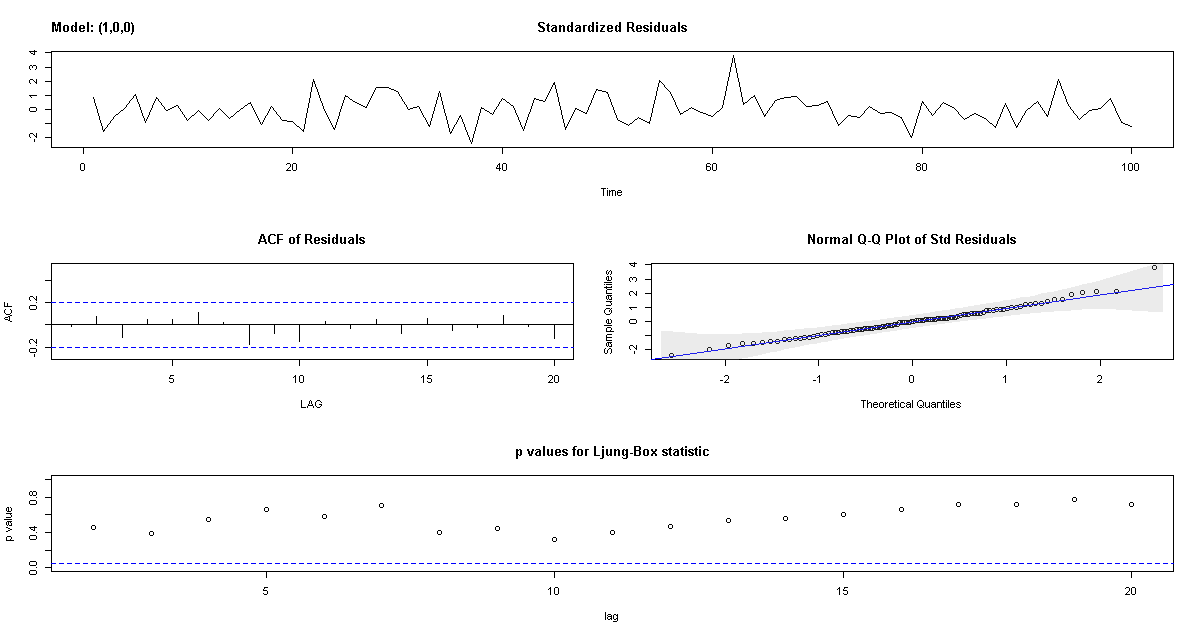 Model: (1,0,0) Standardized Residuals
4
3
2
1
0
-2
0 20 40 60 80 100
Time
ACF of Residuals
ACF
0.2
-0.2
5 10 15 20
LAG
Normal Q-Q Plot of Std Residuals
Sample Quantiles
4
3
2
1
0
-2
-2 -1 0 1 2
Theoretical Quantiles
p values for Ljung-Box statistic
p value
0.8
0.4
0.0
5 10 15 20
lag